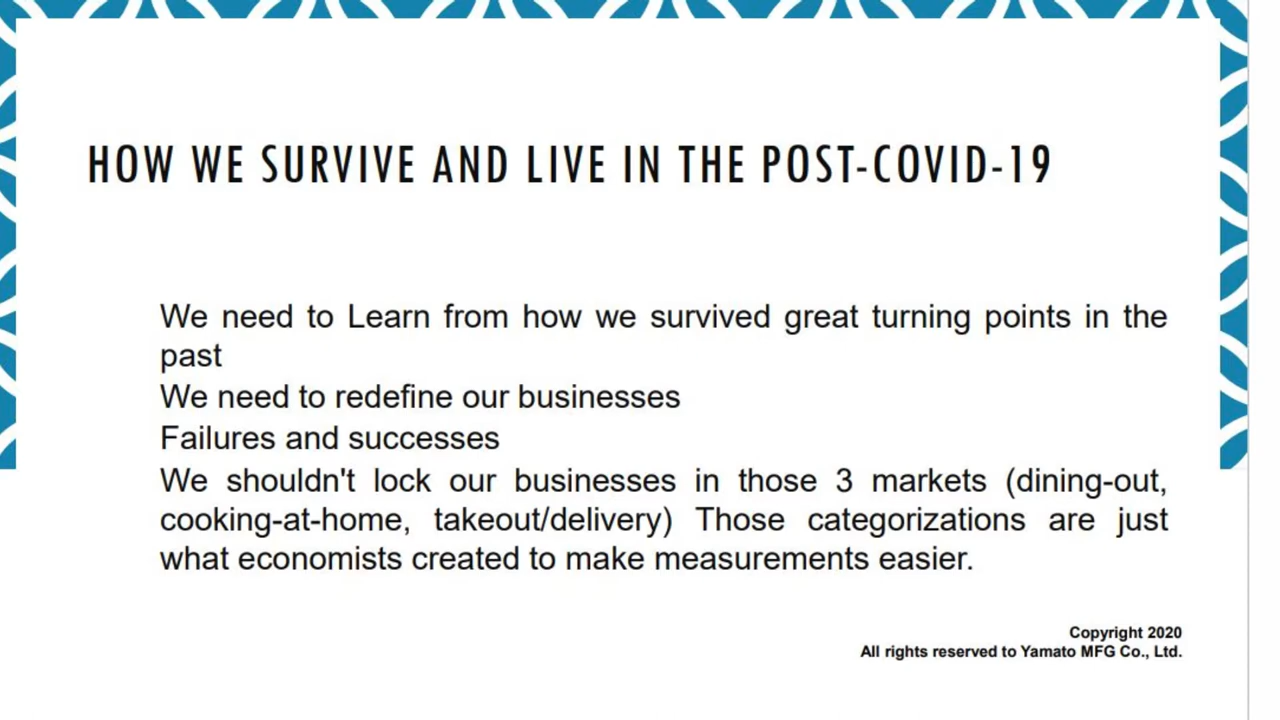 HOW WE SURVIVE AND LIVE IN THE POST-COVID-19
We need to Learn from how we survived great turning points in the
past
We need to redefine our businesses
Failures and successes
We shouldn't lock our businesses in those 3 markets (dining-out,
cooking-at-home, takeout/delivery) Those categorizations are just
what economists created to make measurements easier.
Copyright 2020
All rights reserved to Yamato MFG Co., Ltd.